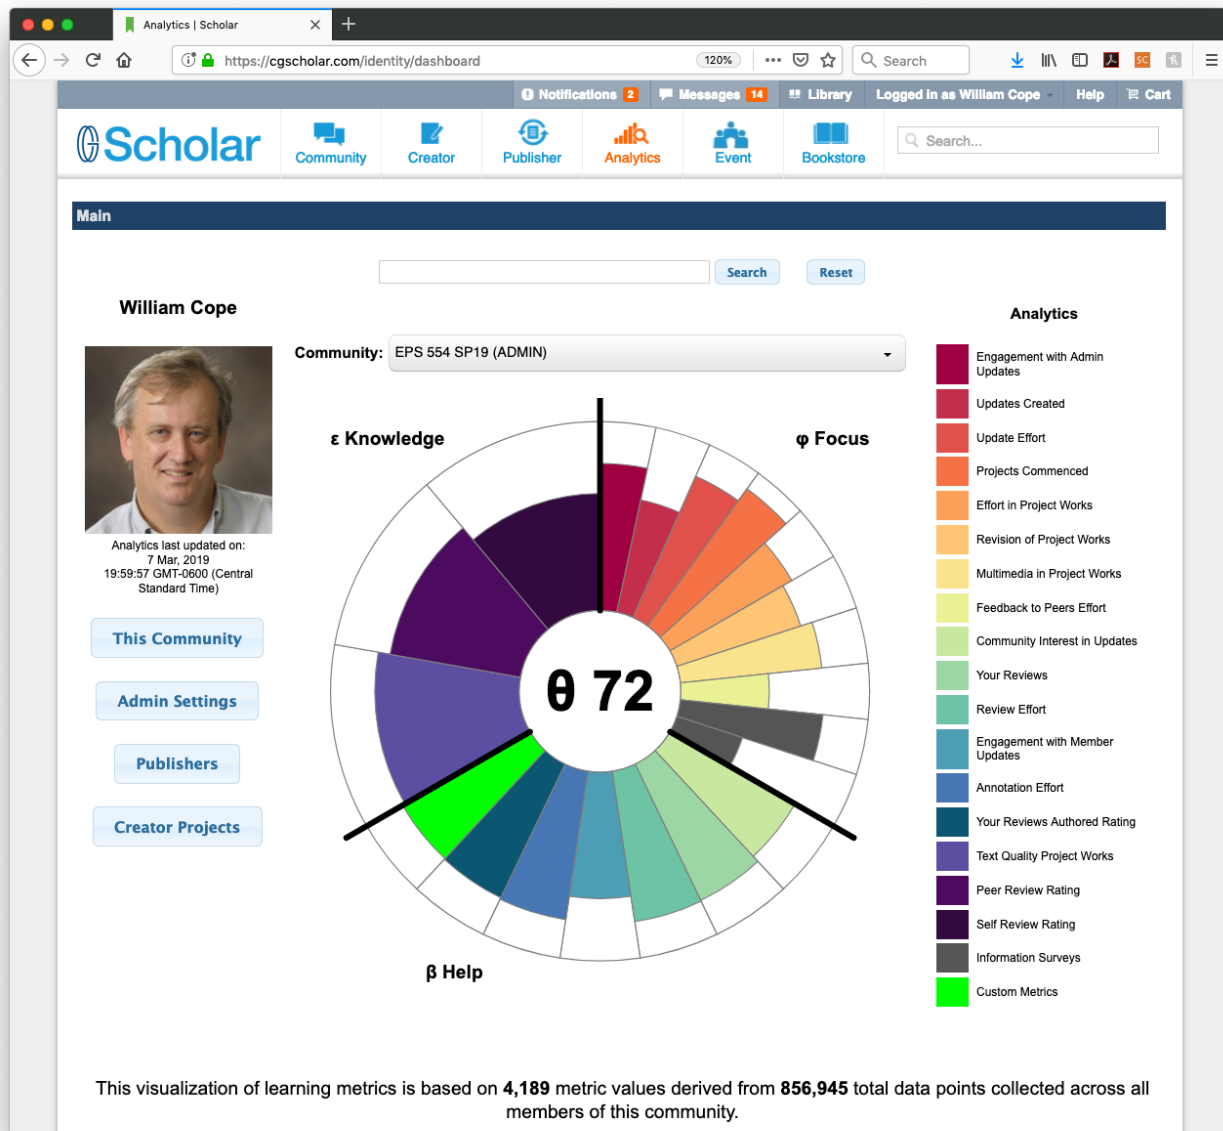 Analytics | Scholar
https://cgscholar.com/identity/dashboard
120%
Search
SC
Notifications 2
Messages 14
Library
Logged in as William Cope
Help
Cart
Scholar
Community
Creator
Publisher
Analytics
Event
Bookstore
Search...
Main
Search
Reset
William Cope
Analytics last updated on:
7 Mar, 2019
19:59:57 GMT-0600 (Central
Standard Time)
This Community
Admin Settings
Publishers
Creator Projects
Community:
EPS 554 SP19 (ADMIN)
ε Knowledge
φ Focus
θ 72
β Help
Analytics
Engagement with Admin
Updates
Updates Created
Update Effort
Projects Commenced
Effort in Project Works
Revision of Project Works
Multimedia in Project Works
Feedback to Peers Effort
Community Interest in Updates
Your Reviews
Review Effort
Engagement with Member
Updates
Annotation Effort
Your Reviews Authored Rating
Text Quality Project Works
Peer Review Rating
Self Review Rating
Information Surveys
Custom Metrics
This visualization of learning metrics is based on 4,189 metric values derived from 856,945 total data points collected across all
members of this community.